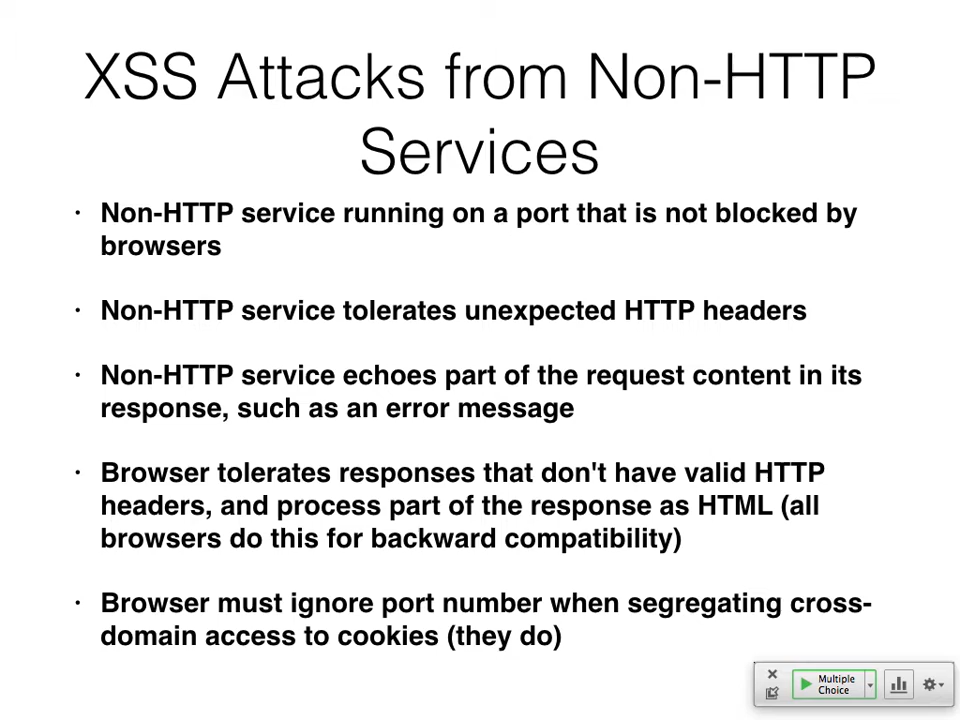 XSS Attacks from Non-HTTP
Services
· Non-HTTP service running on a port that is not blocked by
browsers
· Non-HTTP service tolerates unexpected HTTP headers
· Non-HTTP service echoes part of the request content in its
response, such as an error message
· Browser tolerates responses that don't have valid HTTP
headers, and process part of the response as HTML (all
browsers do this for backward compatibility)
· Browser must ignore port number when segregating cross-
domain access to cookies (they do)
Multiple
Choice